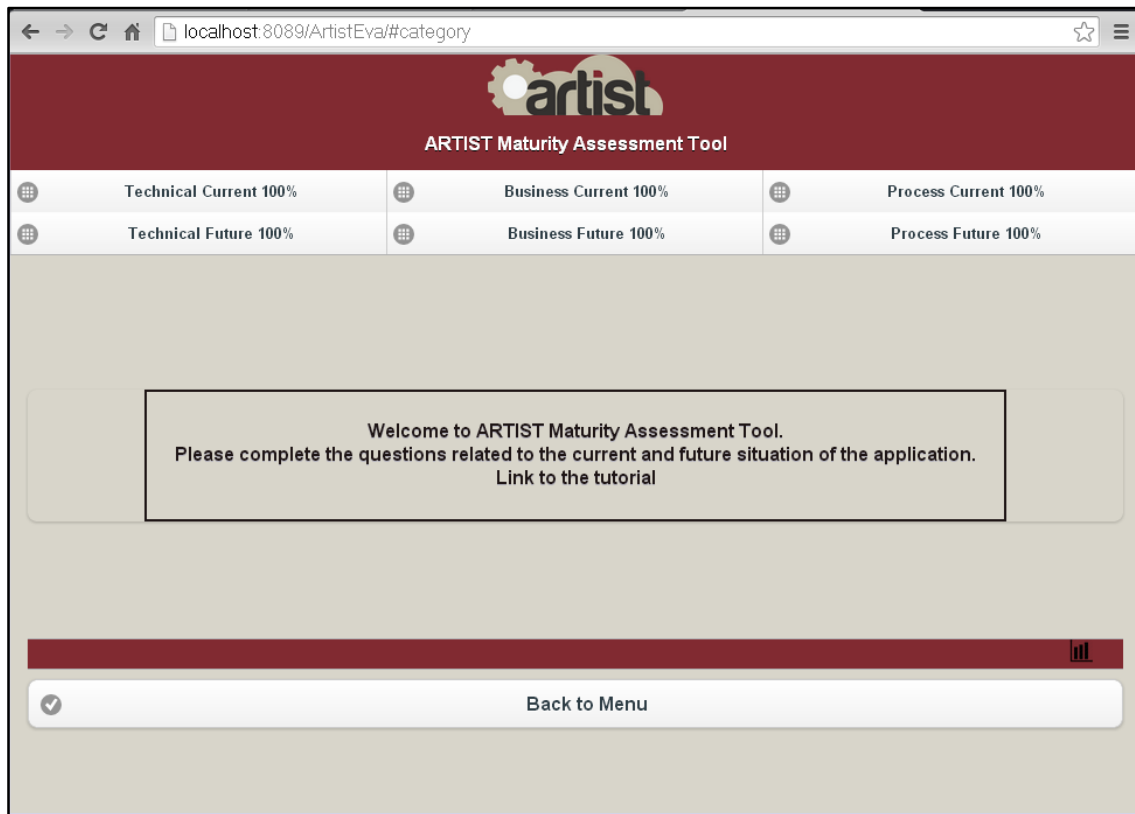 localhost:8089/ArtistEva/#category
artist
ARTIST Maturity Assessment Tool
Technical Current 100%
Business Current 100%
Process Current 100%
Technical Future 100%
Business Future 100%
Process Future 100%
Welcome to ARTIST Maturity Assessment Tool.
Please complete the questions related to the current and future situation of the application.
Link to the tutorial
Back to Menu